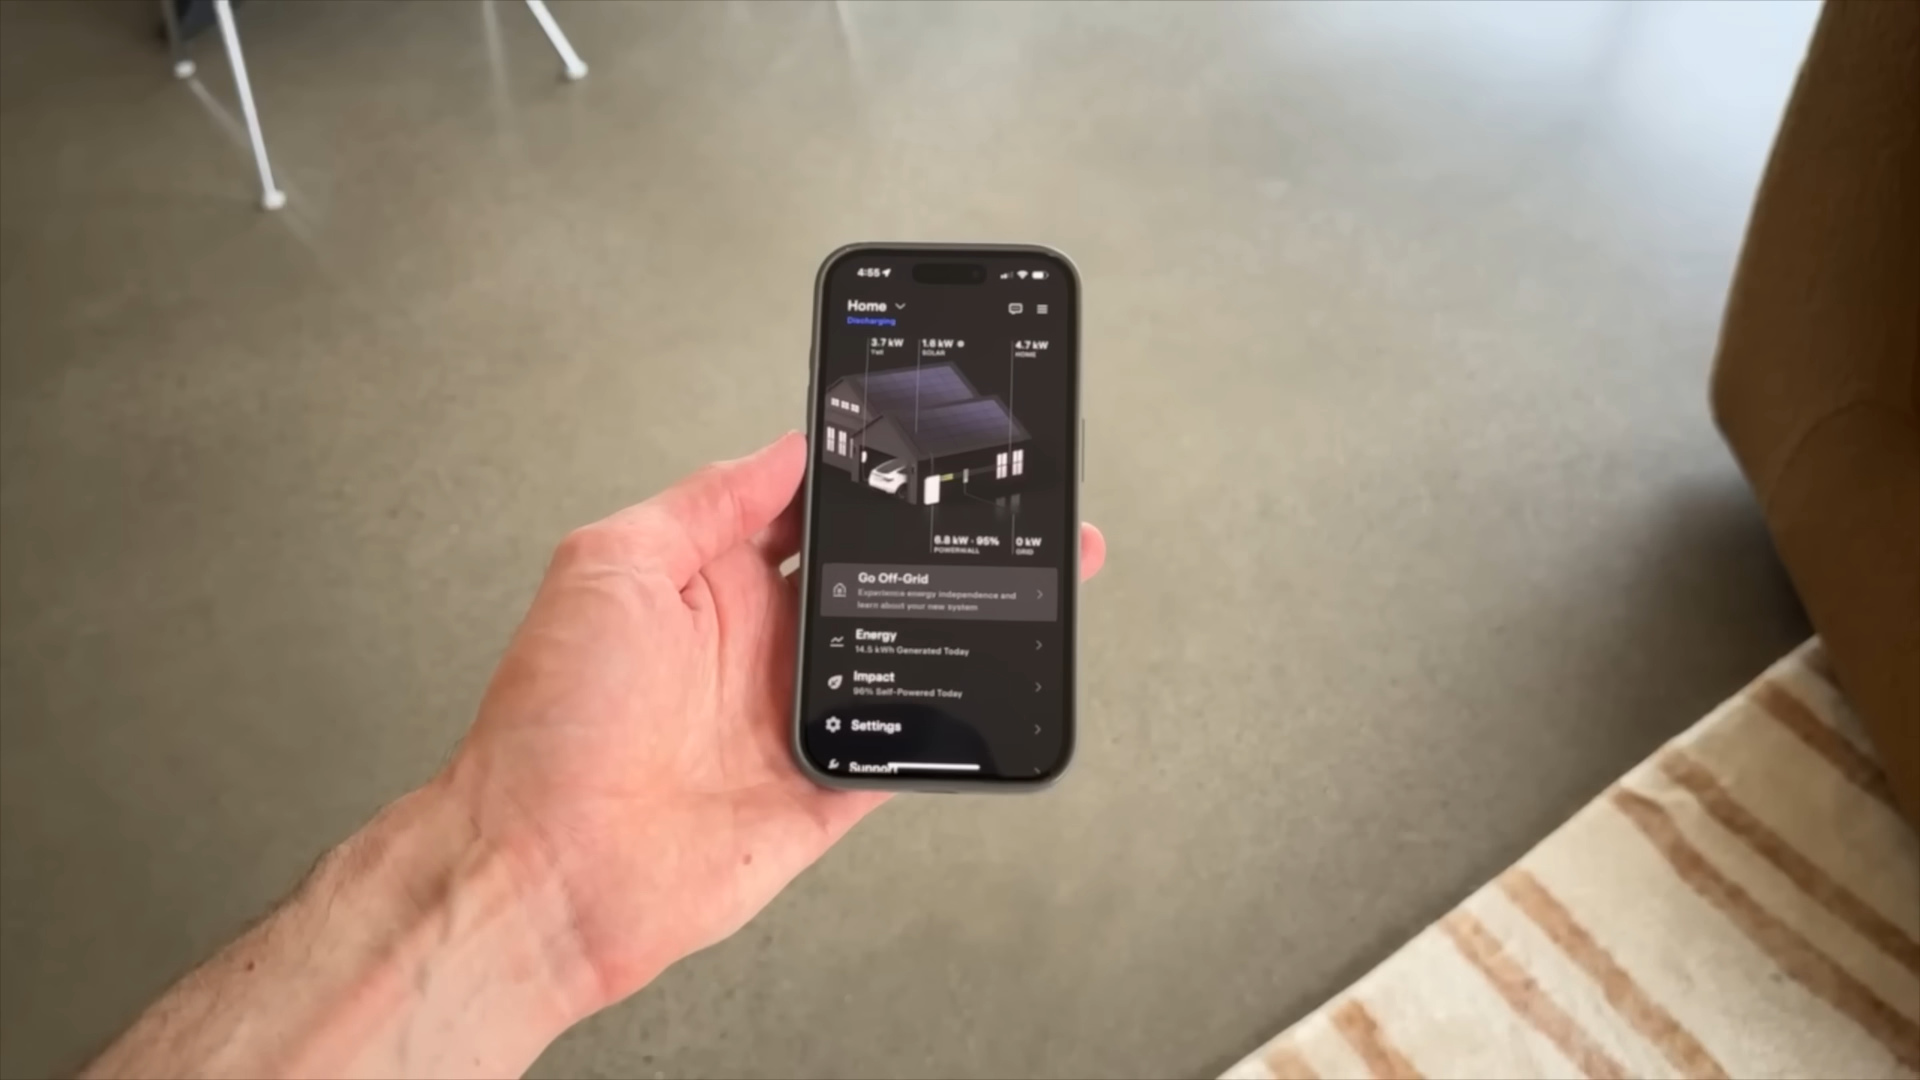 4:55
Home
Discharging
3.7 kW
1.6 kW
4.7 kW
SOLAR
HOME
6.8 kW · 95%
0 kW
POWERWALL
GRID
Go Off-Grid
Experience energy independence and
learn about your new system
Energy
14.5 kWh Generated Today
Impact
96% Self-Powered Today
Settings
Support